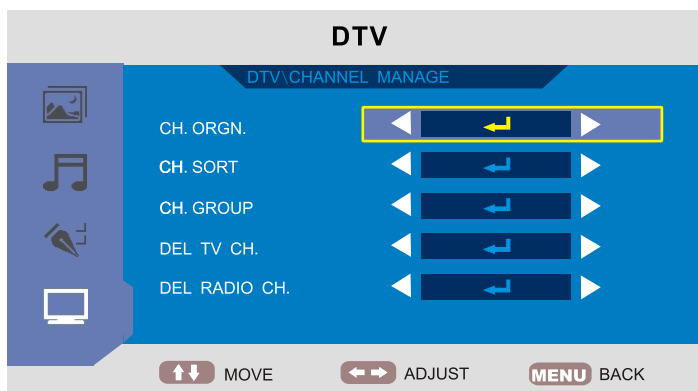 DTV
DTV\CHANNEL MANAGE
CH. ORGN.
CH. SORT
CH. GROUP
DEL TV CH.
DEL RADIO CH.
MOVE ADJUST MENU BACK